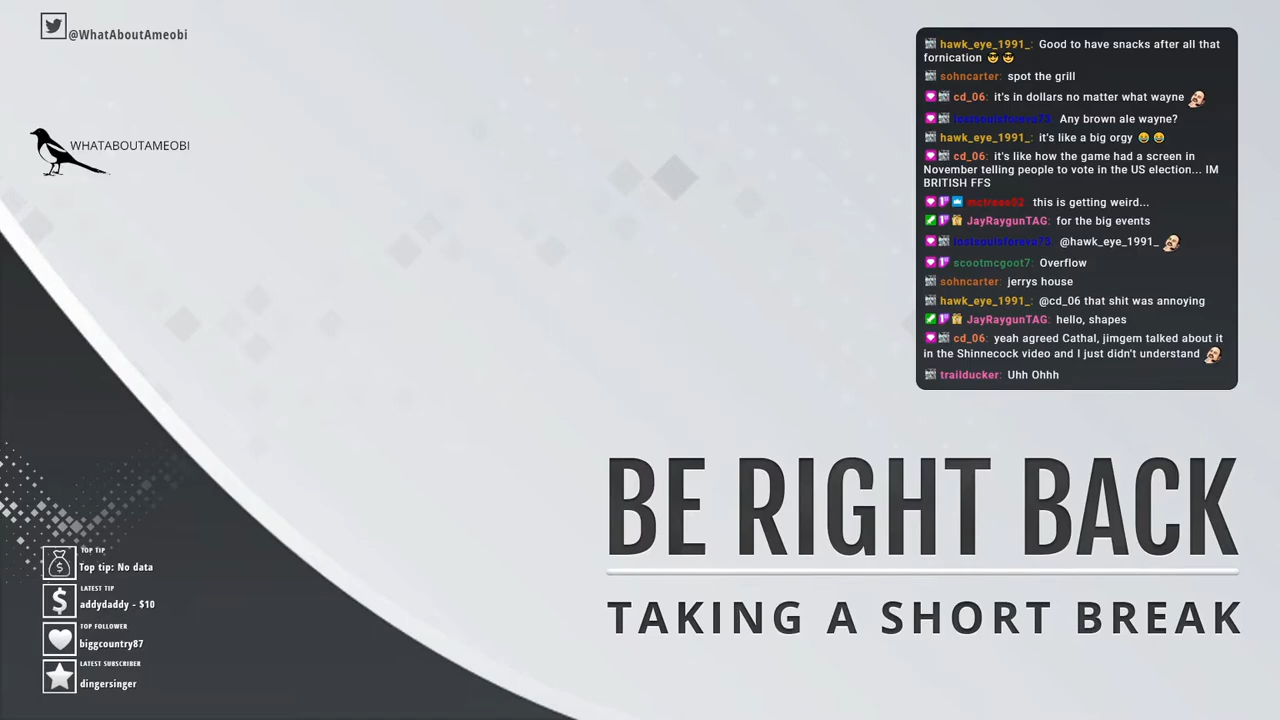 @WhatAboutAmeobi
WHATABOUTAMEOBI
hawk_eye_1991_: Good to have snacks after all that
fornication 😎 😎
sohncarter: spot the grill
cd_06: it's in dollars no matter what wayne
lostsoulsforeva73: Any brown ale wayne?
hawk_eye_1991_: it's like a big orgy 😂 😂
cd_06: it's like how the game had a screen in
November telling people to vote in the US election... IM
BRITISH FFS
this is getting weird...
JayRaygunTAG: for the big events
lostsoulsforeva73: @hawk_eye_1991_
scootmcgoot7: Overflow
sohncarter: jerrys house
hawk_eye_1991_: @cd_06 that shit was annoying
JayRaygunTAG: hello, shapes
cd_06: yeah agreed Cathal, jimgem talked about it
in the Shinnecock video and I just didn't understand
trailducker: Uhh Ohhh
BE RIGHT BACK
TAKING A SHORT BREAK
TOP TIP
Top tip: No data
LATEST TIP
addydaddy - $10
TOP FOLLOWER
biggcountry87
LATEST SUBSCRIBER
dingersinger